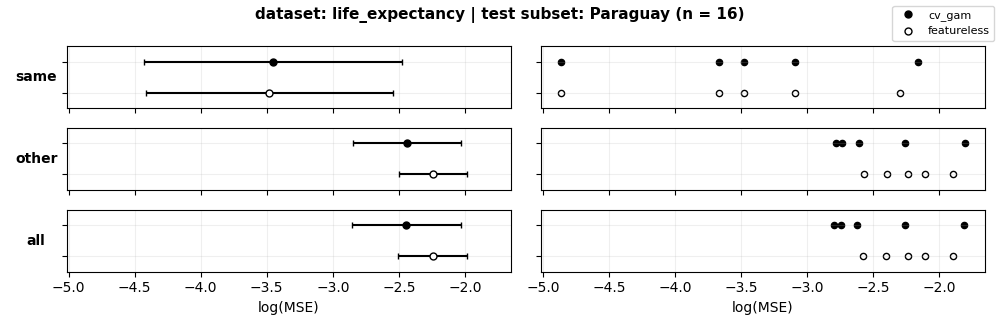 dataset: life_expectancy | test subset: Paraguay (n = 16)
cv_gam
featureless
same
other
all
−5.0 −4.5 −4.0 −3.5 −3.0 −2.5 −2.0
−5.0 −4.5 −4.0 −3.5 −3.0 −2.5 −2.0
log(MSE)
log(MSE)